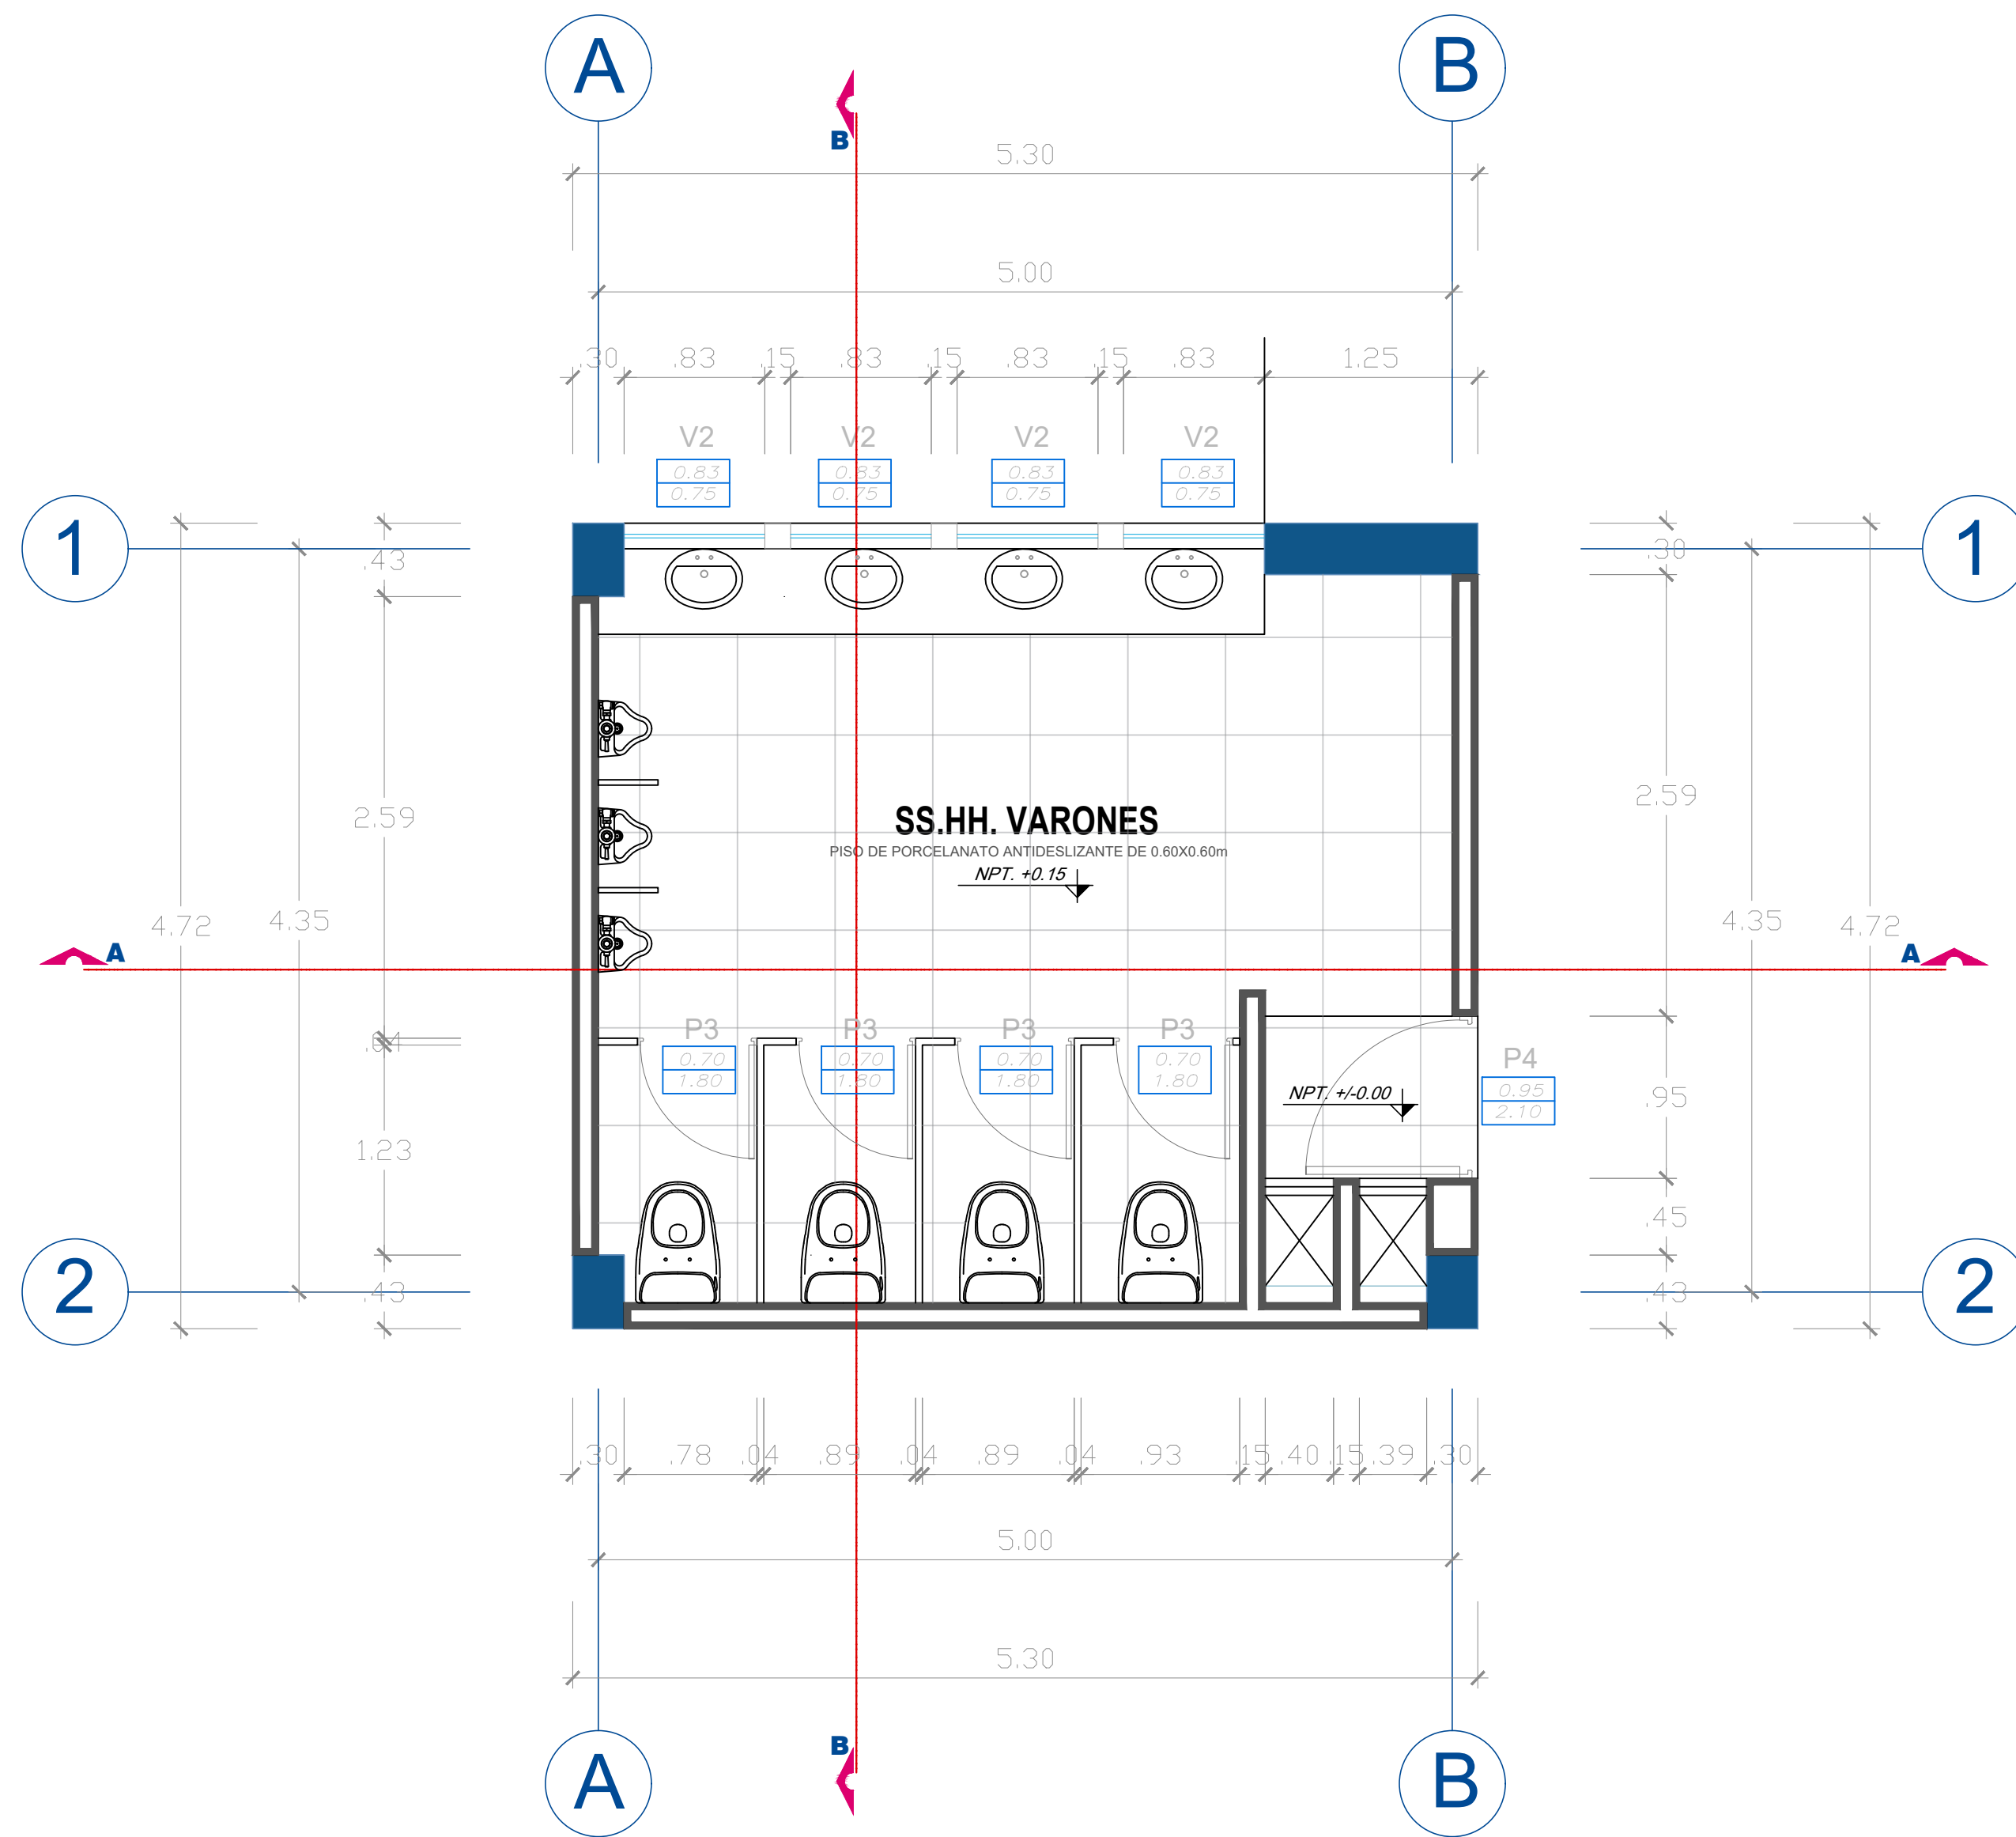 A
B
B
5.30
5.00
.30 .83 .15 .83 .15 .83 .15 .83 1.25
V2 V2 V2 V2
0.83 0.83 0.83 0.83
0.75 0.75 0.75 0.75
1
1
.43
.30
2.59
2.59
SS.HH. VARONES
PISO DE PORCELANATO ANTIDESLIZANTE DE 0.60X0.60m
NPT. +0.15
4.72
4.35
4.35
4.72
A
A
.04
P3 P3 P3 P3
0.70 0.70 0.70 0.70
1.80 1.80 1.80 1.80
P4
0.95
2.10
NPT. +/-0.00
.95
1.23
.45
2
2
.43
.43
.30 .78 .04 .89 .04 .89 .04 .93 .15 .40 .15 .39 .30
5.00
5.30
B
A
B